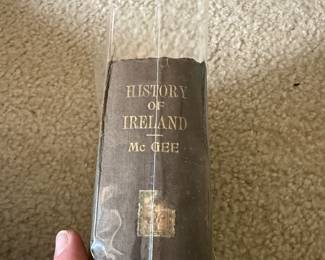 HISTORY
OF
IRELAND
Mc GEE